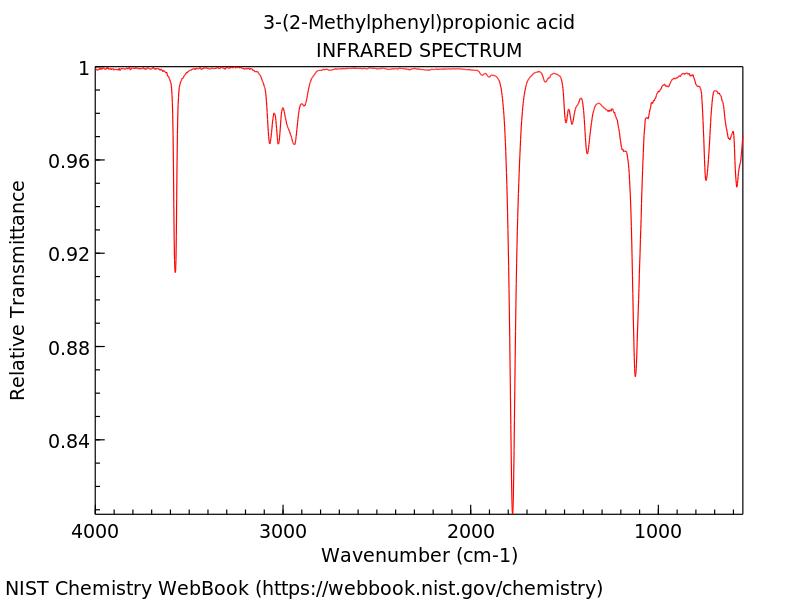 3-(2-Methylphenyl)propionic acid
INFRARED SPECTRUM
1
0.96
0.92
0.88
0.84
Relative Transmittance
4000 3000 2000 1000
Wavenumber (cm-1)
NIST Chemistry WebBook (https://webbook.nist.gov/chemistry)